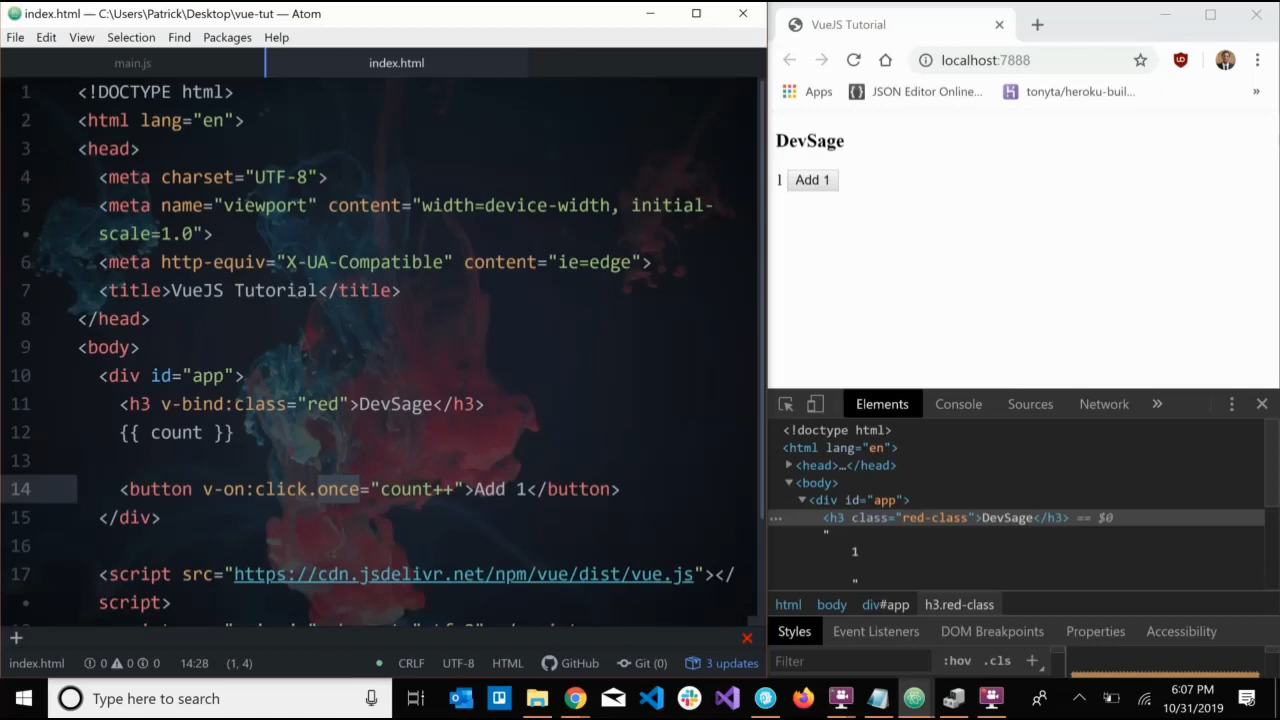 index.html — C:\Users\Patrick\Desktop\vue-tut — Atom
File Edit View Selection Find Packages Help
main.js
index.html
1 <!DOCTYPE html>
2 <html lang="en">
3 <head>
4 <meta charset="UTF-8">
5 <meta name="viewport" content="width=device-width, initial-
• scale=1.0">
6 <meta http-equiv="X-UA-Compatible" content="ie=edge">
7 <title>VueJS Tutorial</title>
8 </head>
9 <body>
10 <div id="app">
11 <h3 v-bind:class="red">DevSage</h3>
12 {{ count }}
13
14 <button v-on:click.once="count++">Add 1</button>
15 </div>
16
17 <script src="https://cdn.jsdelivr.net/npm/vue/dist/vue.js"></
• script>
index.html 0 0 0 14:28 (1, 4) CRLF UTF-8 HTML GitHub Git (0) 3 updates
VueJS Tutorial
localhost:7888
Apps JSON Editor Online... tonyta/heroku-buil... »
DevSage
1 Add 1
Elements Console Sources Network »
<!doctype html>
<html lang="en">
<head>…</head>
<body>
<div id="app">
<h3 class="red-class">DevSage</h3> == $0
"
1
"
html body div#app h3.red-class
Styles Event Listeners DOM Breakpoints Properties Accessibility
Filter :hov .cls +
Type here to search
6:07 PM
10/31/2019